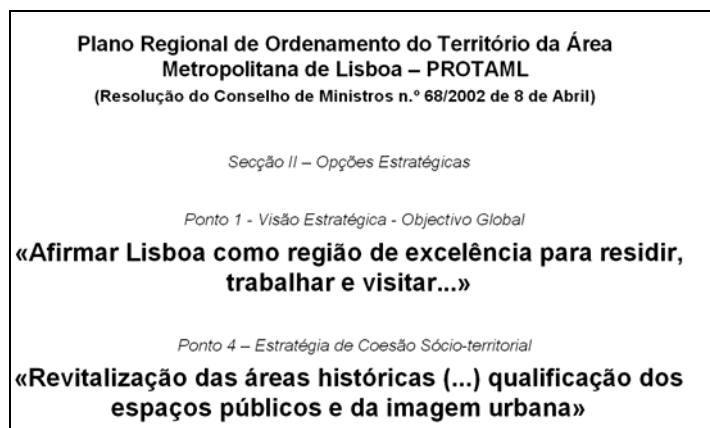 Plano Regional de Ordenamento do Território da Área
Metropolitana de Lisboa – PROTAML
(Resolução do Conselho de Ministros n.º 68/2002 de 8 de Abril)
Secção II – Opções Estratégicas
Ponto 1 - Visão Estratégica - Objectivo Global
«Afirmar Lisboa como região de excelência para residir,
trabalhar e visitar...»
Ponto 4 – Estratégia de Coesão Sócio-territorial
«Revitalização das áreas históricas (...) qualificação dos
espaços públicos e da imagem urbana»